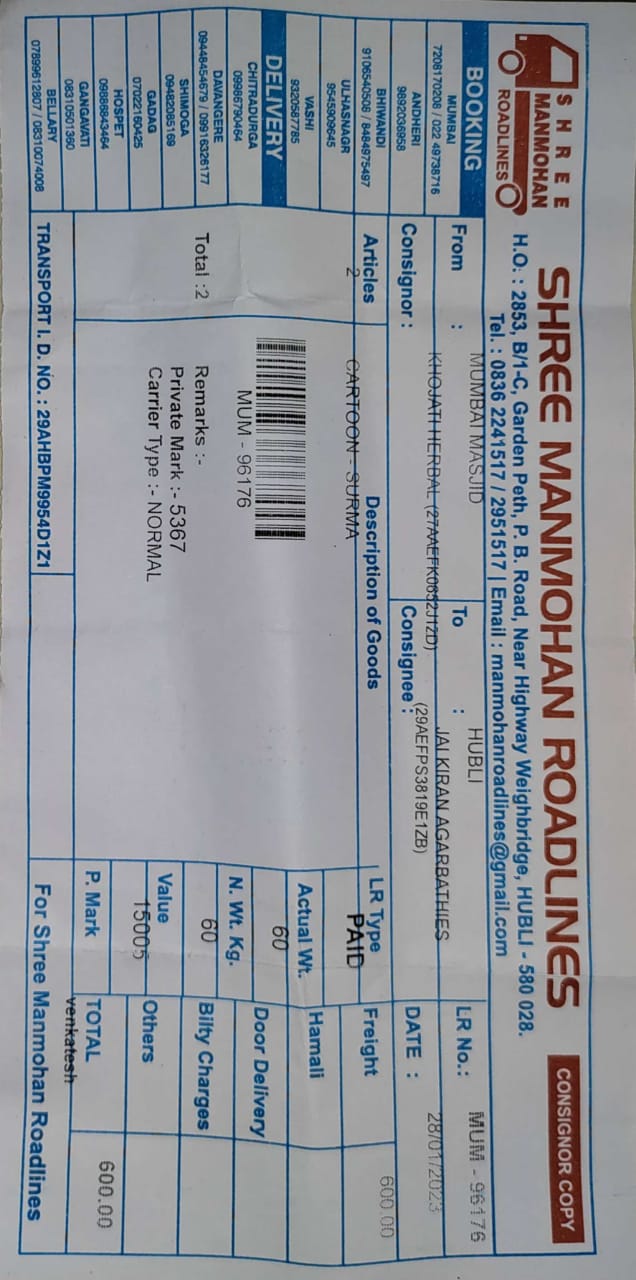 SHREE
MANMOHAN
ROADLINES
SHREE MANMOHAN ROADLINES
CONSIGNOR COPY
H.O. : 2853, B/1-C, Garden Peth, P. B. Road, Near Highway Weighbridge, HUBLI - 580 028.
Tel. : 0836 2241517 / 2951517 | Email : manmohanroadlines@gmail.com
BOOKING
MUMBAI
7208170208 / 022 49738716
ANDHERI
9892036958
BHIWANDI
9106540508 / 8484975497
ULHASNAGR
9545909645
VASHI
9320587785
DELIVERY
CHITRADURGA
09986790464
DAVANGERE
09448454679 / 09916326177
SHIMOGA
09482085169
GADAG
07022160425
HOSPET
09886843464
GANGAVATI
08310501360
BELLARY
07899612807 / 08310074008
From : MUMBAI MASJID
To : HUBLI
LR No.: MUM - 96176
Consignor : KHOJATI HERBAL (27AAEFK0652J1ZD)
Consignee : JAI KIRAN AGARBATHIES
(29AEFPS3819E1ZB)
DATE : 28/01/2023
Articles
2
Description of Goods
CARTOON - SURMA
MUM - 96176
Total :2
Remarks :-
Private Mark :- 5367
Carrier Type :- NORMAL
LR Type
PAID
Actual Wt.
60
N. Wt. Kg.
60
Value
15005
P. Mark
Freight 600.00
Hamali
Door Delivery
Bilty Charges
Others
TOTAL 600.00
venkatesh
TRANSPORT I. D. NO. : 29AHBPM9954D1Z1
For Shree Manmohan Roadlines